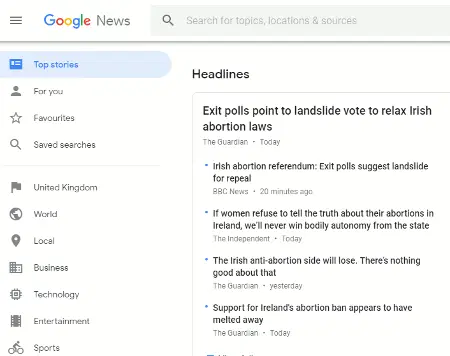 Google News
Search for topics, locations & sources
Top stories
For you
Favourites
Saved searches
United Kingdom
World
Local
Business
Technology
Entertainment
Sports
Headlines
Exit polls point to landslide vote to relax Irish
abortion laws
The Guardian • Today
Irish abortion referendum: Exit polls suggest landslide
for repeal
BBC News • 20 minutes ago
If women refuse to tell the truth about their abortions in
Ireland, we'll never win bodily autonomy from the state
The Independent • Today
The Irish anti-abortion side will lose. There's nothing
good about that
The Guardian • yesterday
Support for Ireland's abortion ban appears to have
melted away
The Guardian • Today